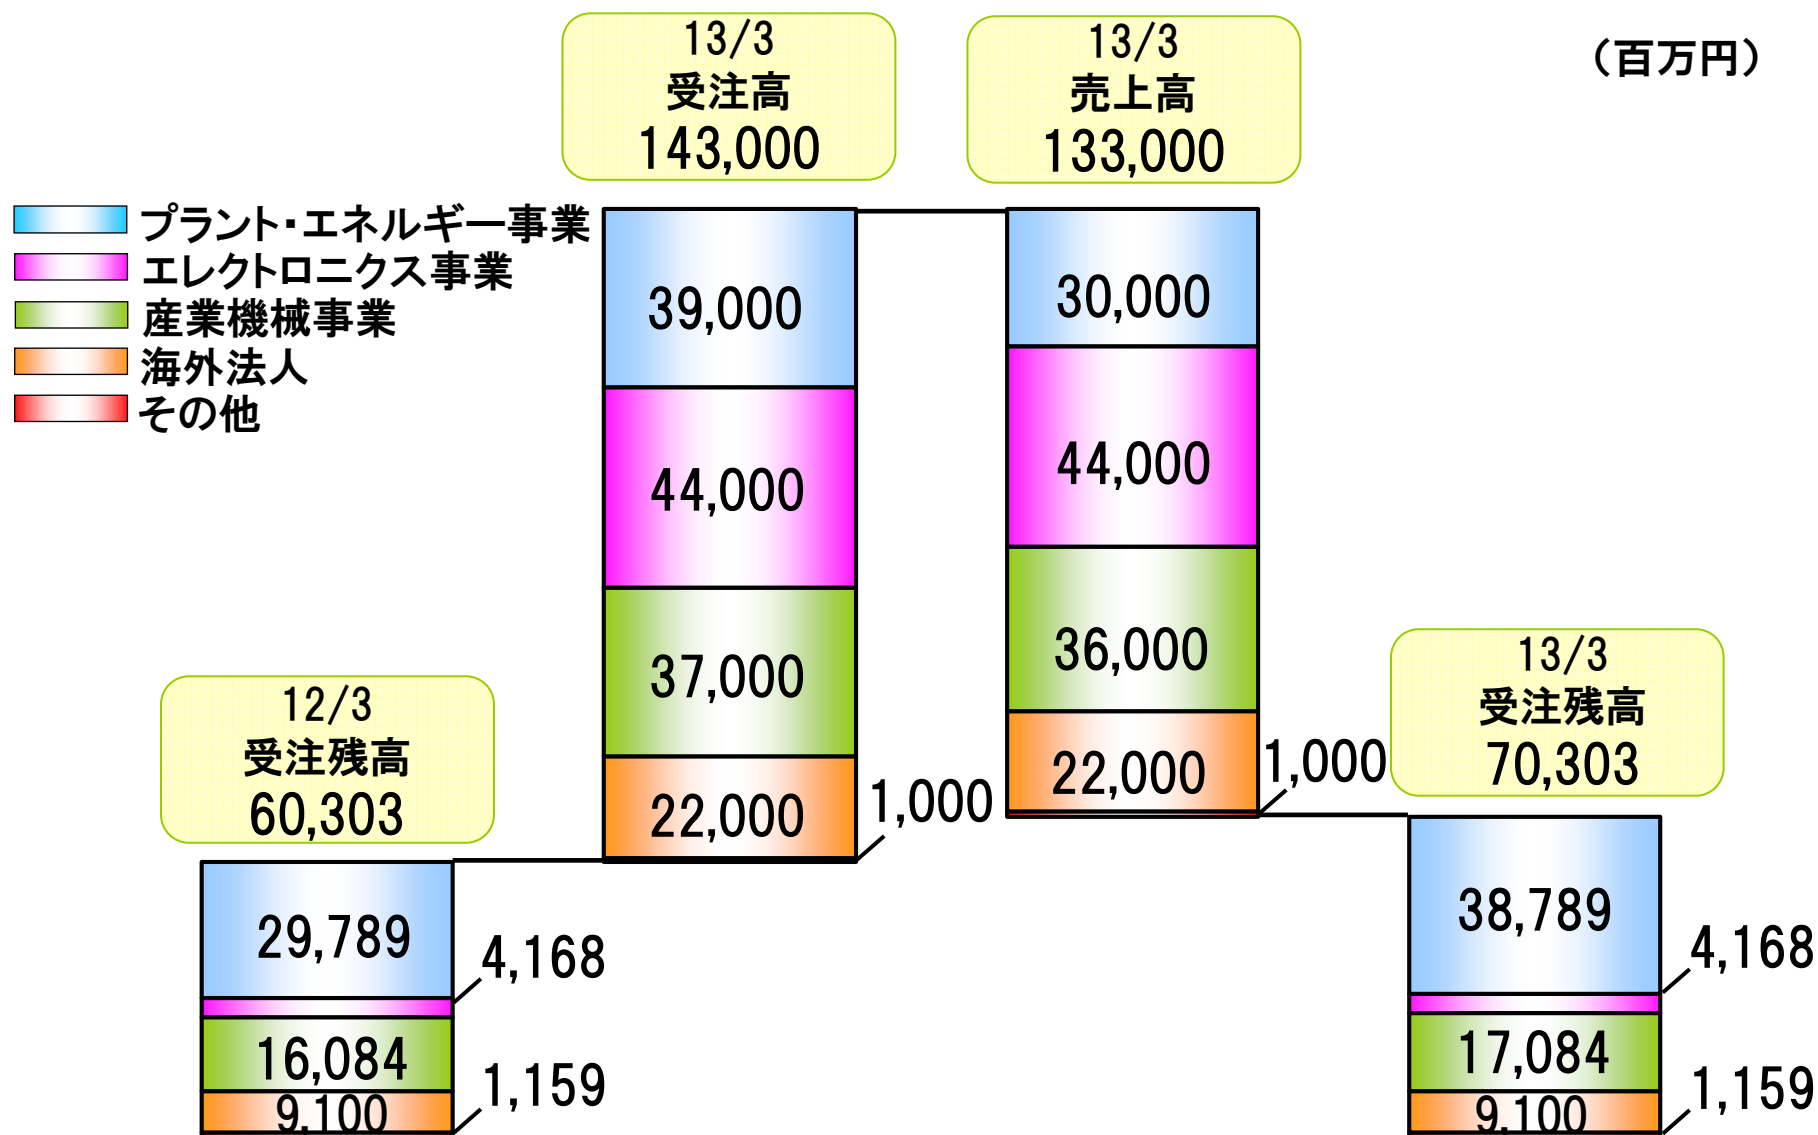 13/3
受注高
143,000
13/3
売上高
133,000
（百万円）
プラント・エネルギー事業
エレクトロニクス事業
産業機械事業
海外法人
その他
39,000
44,000
37,000
22,000
1,000
30,000
44,000
36,000
22,000
1,000
12/3
受注残高
60,303
29,789
4,168
16,084
9,100
1,159
13/3
受注残高
70,303
38,789
4,168
17,084
9,100
1,159